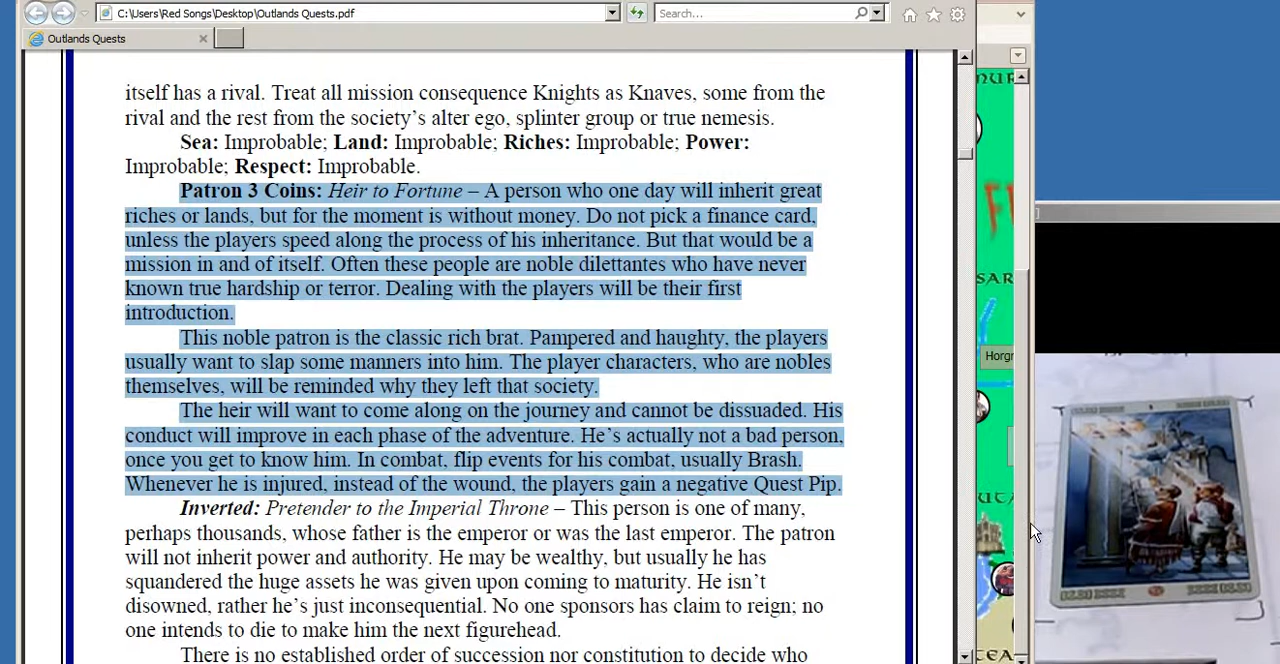 C:\Users\Red Songs\Desktop\Outlands Quests.pdf
Search...
Outlands Quests
itself has a rival. Treat all mission consequence Knights as Knaves, some from the
rival and the rest from the society's alter ego, splinter group or true nemesis.
Sea: Improbable; Land: Improbable; Riches: Improbable; Power:
Improbable; Respect: Improbable.
Patron 3 Coins: Heir to Fortune – A person who one day will inherit great
riches or lands, but for the moment is without money. Do not pick a finance card,
unless the players speed along the process of his inheritance. But that would be a
mission in and of itself. Often these people are noble dilettantes who have never
known true hardship or terror. Dealing with the players will be their first
introduction.
This noble patron is the classic rich brat. Pampered and haughty, the players
usually want to slap some manners into him. The player characters, who are nobles
themselves, will be reminded why they left that society.
The heir will want to come along on the journey and cannot be dissuaded. His
conduct will improve in each phase of the adventure. He's actually not a bad person,
once you get to know him. In combat, flip events for his combat, usually Brash.
Whenever he is injured, instead of the wound, the players gain a negative Quest Pip.
Inverted: Pretender to the Imperial Throne – This person is one of many,
perhaps thousands, whose father is the emperor or was the last emperor. The patron
will not inherit power and authority. He may be wealthy, but usually he has
squandered the huge assets he was given upon coming to maturity. He isn't
disowned, rather he's just inconsequential. No one sponsors has claim to reign; no
one intends to die to make him the next figurehead.
There is no established order of succession nor constitution to decide who
SAR
Horgr
UTA
TEA